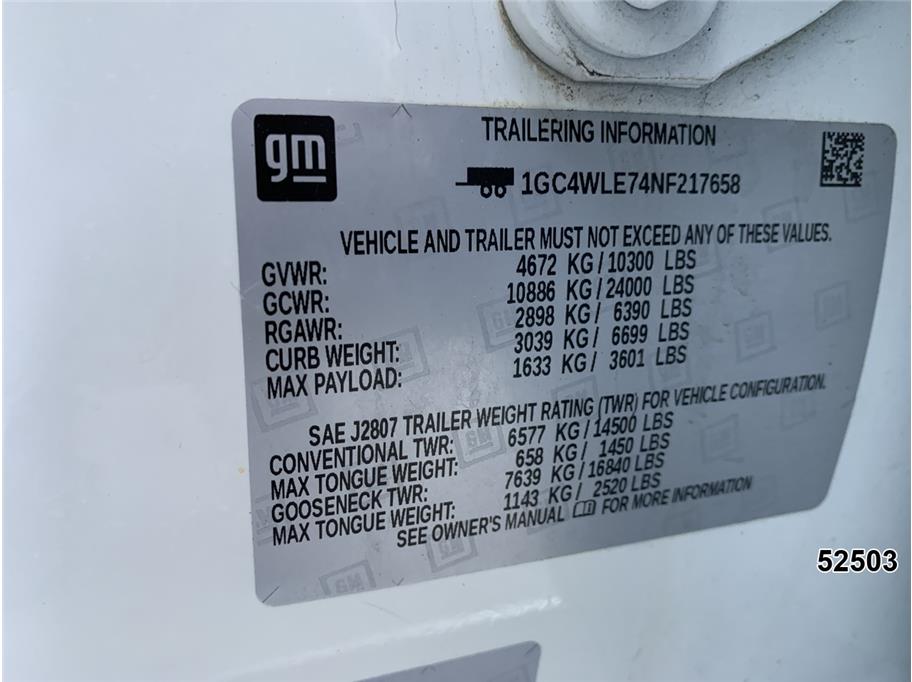 gm
TRAILERING INFORMATION
1GC4WLE74NF217658
VEHICLE AND TRAILER MUST NOT EXCEED ANY OF THESE VALUES.
GVWR: 4672 KG / 10300 LBS
GCWR: 10886 KG / 24000 LBS
RGAWR: 2898 KG / 6390 LBS
CURB WEIGHT: 3039 KG / 6699 LBS
MAX PAYLOAD: 1633 KG / 3601 LBS
SAE J2807 TRAILER WEIGHT RATING (TWR) FOR VEHICLE CONFIGURATION.
CONVENTIONAL TWR: 6577 KG / 14500 LBS
MAX TONGUE WEIGHT: 658 KG / 1450 LBS
GOOSENECK TWR: 7639 KG / 16840 LBS
MAX TONGUE WEIGHT: 1143 KG / 2520 LBS
SEE OWNER'S MANUAL FOR MORE INFORMATION
52503